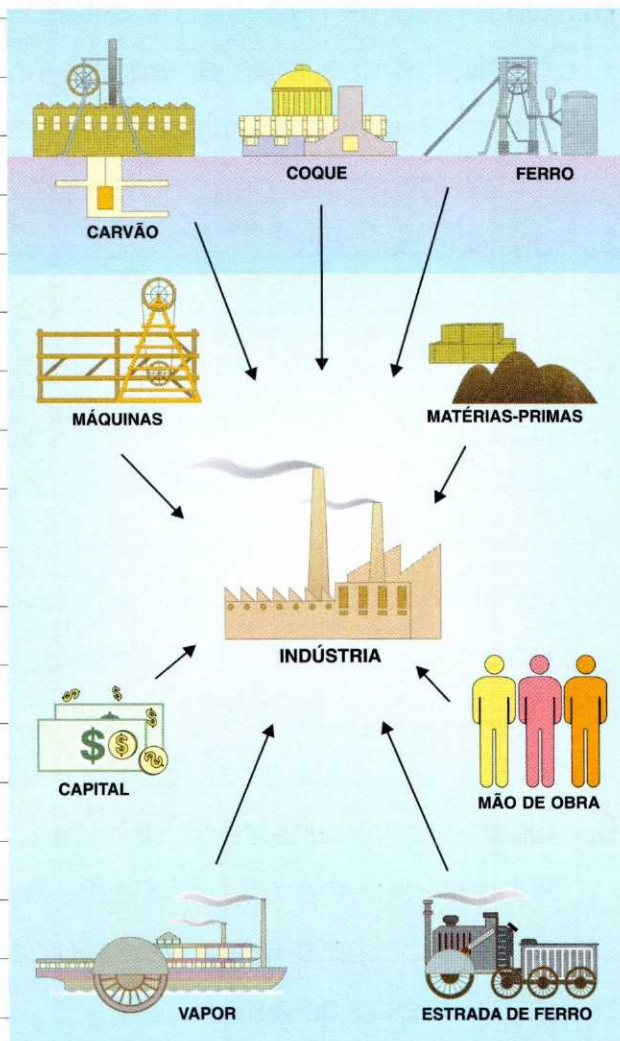 CARVÃO
COQUE
FERRO
MÁQUINAS
MATÉRIAS-PRIMAS
INDÚSTRIA
$ $ $
$ $ $
CAPITAL
MÃO DE OBRA
VAPOR
ESTRADA DE FERRO